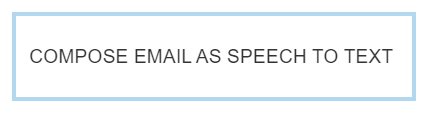 COMPOSE EMAIL AS SPEECH TO TEXT